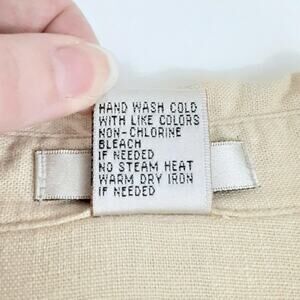 HAND WASH COLD
WITH LIKE COLORS
NON-CHLORINE
BLEACH
IF NEEDED
NO STEAM HEAT
WARM DRY IRON
IF NEEDED